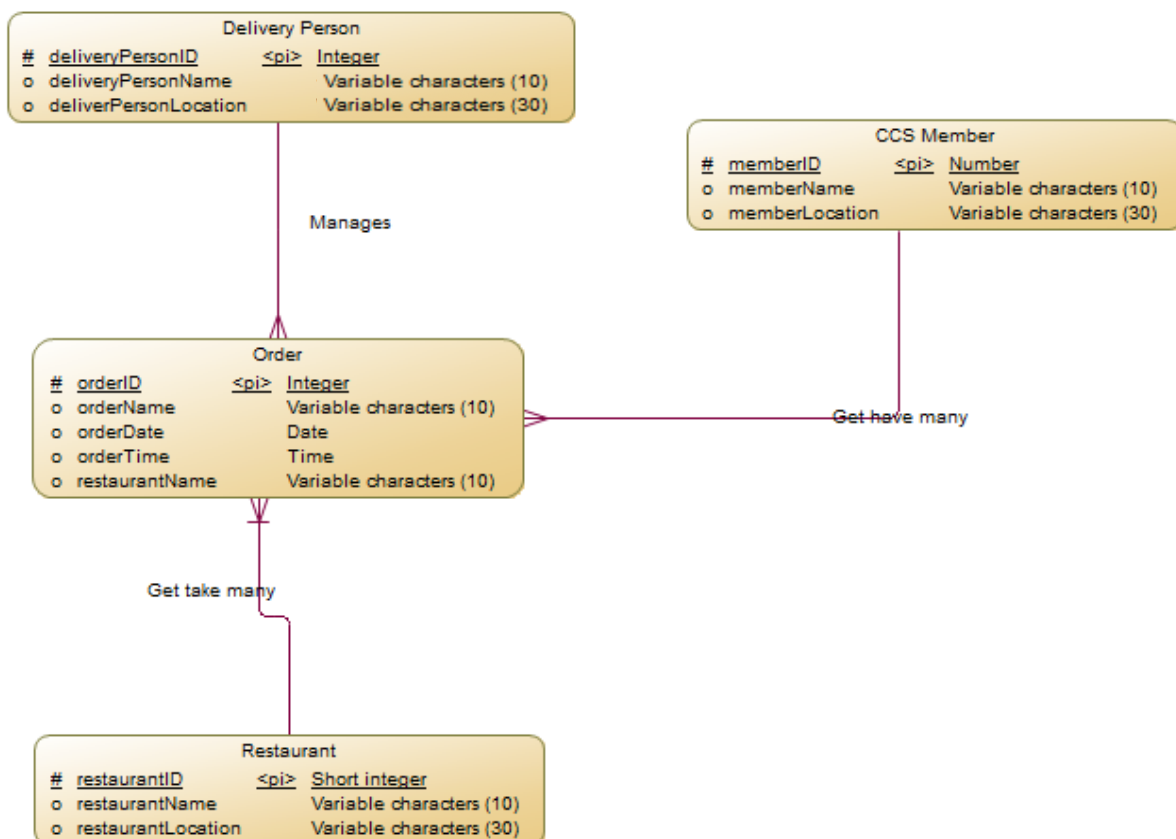 Delivery Person
# deliveryPersonID <pi> Integer
o deliveryPersonName Variable characters (10)
o deliverPersonLocation Variable characters (30)
CCS Member
# memberID <pi> Number
o memberName Variable characters (10)
o memberLocation Variable characters (30)
Manages
Order
# orderID <pi> Integer
o orderName Variable characters (10)
o orderDate Date
o orderTime Time
o restaurantName Variable characters (10)
Get have many
Get take many
Restaurant
# restaurantID <pi> Short integer
o restaurantName Variable characters (10)
o restaurantLocation Variable characters (30)